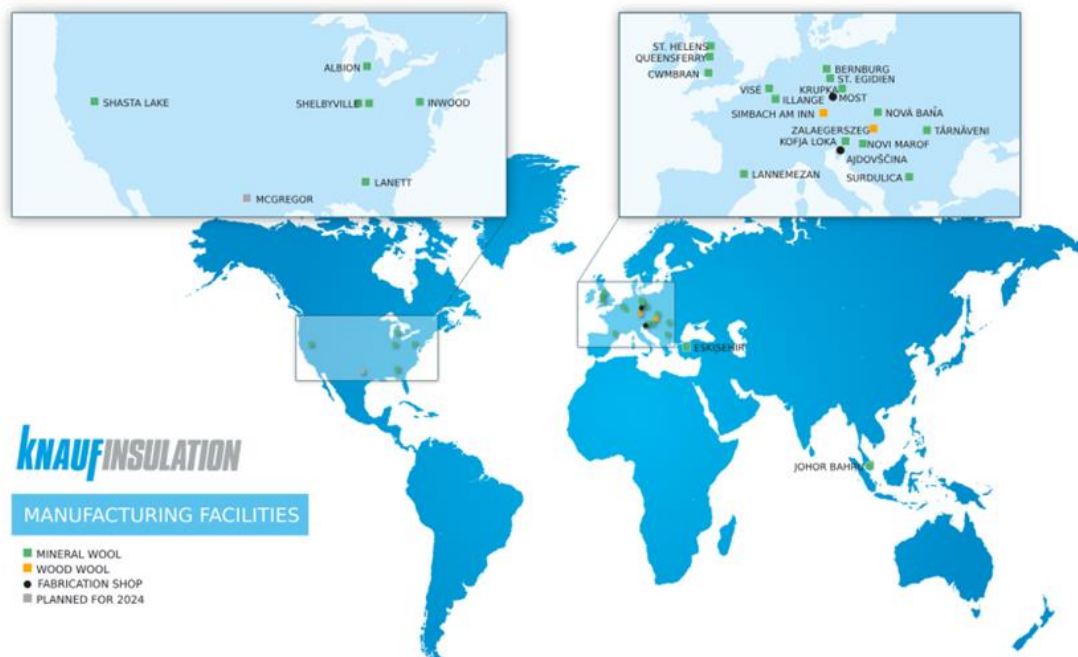 ALBION
SHASTA LAKE
SHELBYVILLE
INWOOD
LANETT
MCGREGOR
ST. HELENS
QUEENSFERRY
CWMBRAN
BERNBURG
ST. EGIDIEN
VISE
KRUPKA
ILLANGE
MOST
SIMBACH AM INN
NOVÁ BAŇA
ZALAEGERSZEG
TÂRNĂVENI
KOFJA LOKA
NOVI MAROF
AJDOVŠČINA
LANNEMEZAN
SURDULICA
ESKIŞEHIR
JOHOR BAHRU
KNAUFINSULATION
MANUFACTURING FACILITIES
MINERAL WOOL
WOOD WOOL
FABRICATION SHOP
PLANNED FOR 2024